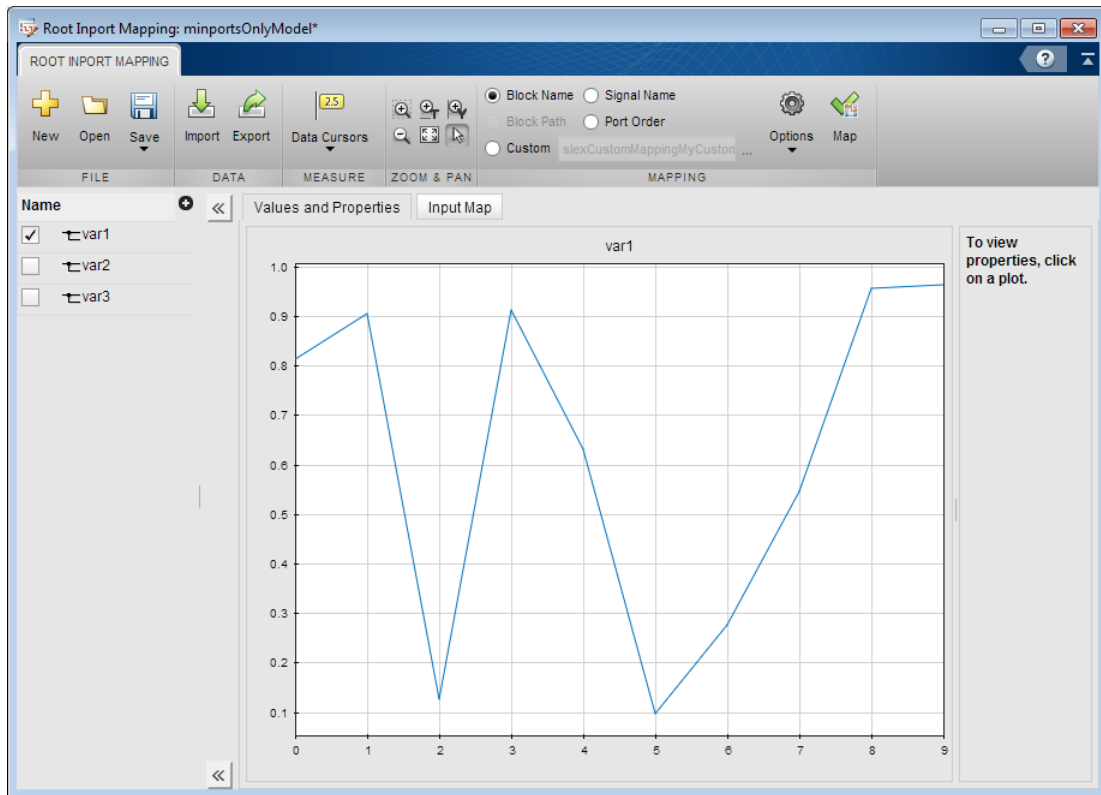 Root Inport Mapping: minportsOnlyModel*
ROOT INPORT MAPPING
?
New
Open
Save
Import
Export
2.5
Data Cursors
Block Name
Signal Name
Block Path
Port Order
Custom
slexCustomMappingMyCustom
...
Options
Map
FILE
DATA
MEASURE
ZOOM & PAN
MAPPING
Name
Values and Properties
Input Map
var1
var2
var3
var1
1.0
0.9
0.8
0.7
0.6
0.5
0.4
0.3
0.2
0.1
0 1 2 3 4 5 6 7 8 9
To view
properties, click
on a plot.